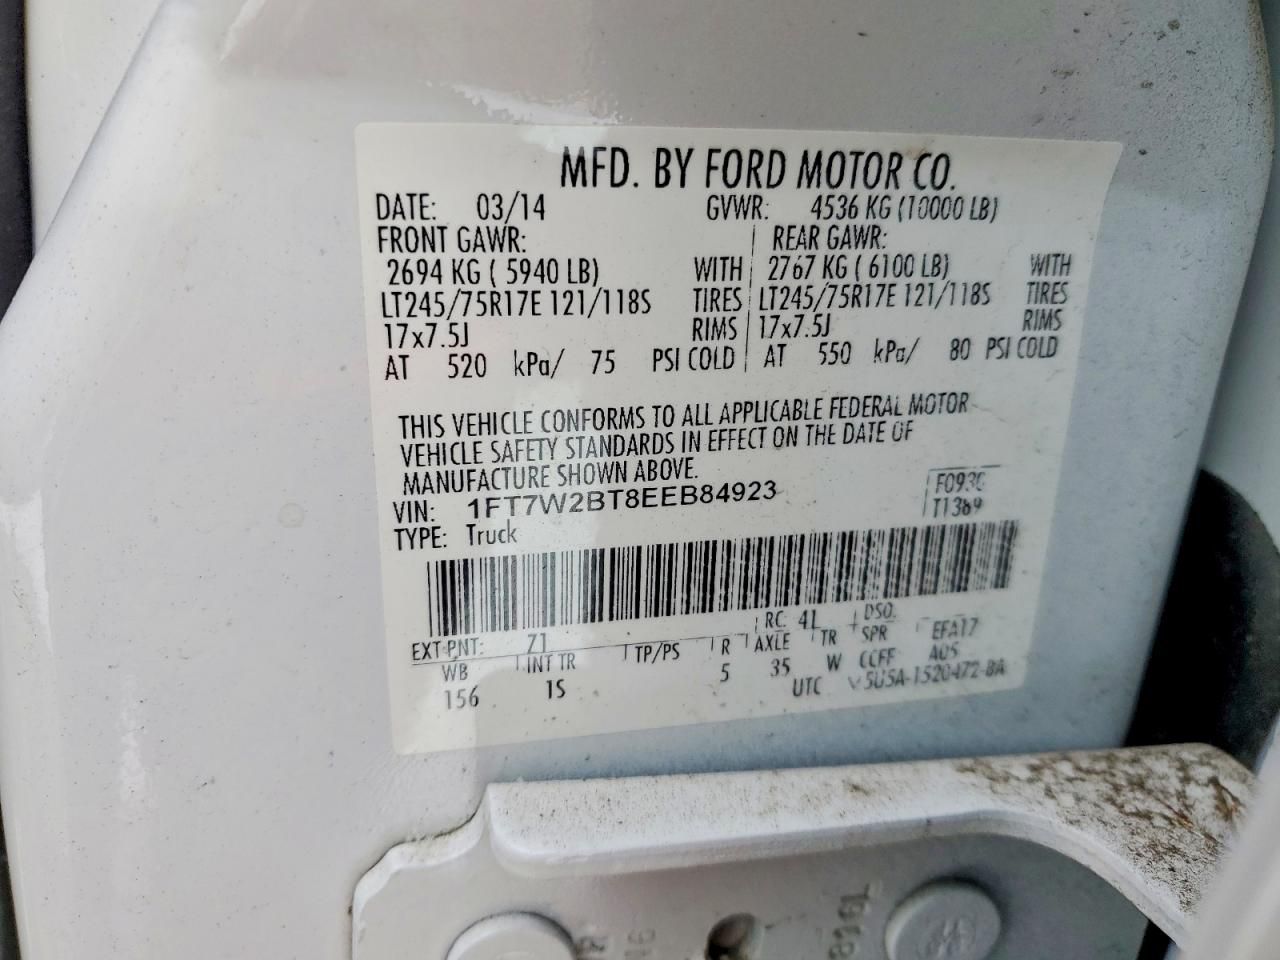 MFD. BY FORD MOTOR CO.
DATE: 03/14 GVWR: 4536 KG (10000 LB)
FRONT GAWR: REAR GAWR:
2694 KG ( 5940 LB) WITH 2767 KG ( 6100 LB) WITH
LT245/75R17E 121/118S TIRES LT245/75R17E 121/118S TIRES
17x7.5J RIMS 17x7.5J RIMS
AT 520 kPa/ 75 PSI COLD AT 550 kPa/ 80 PSI COLD
THIS VEHICLE CONFORMS TO ALL APPLICABLE FEDERAL MOTOR
VEHICLE SAFETY STANDARDS IN EFFECT ON THE DATE OF
MANUFACTURE SHOWN ABOVE.
VIN: 1FT7W2BT8EEB84923 F093C
TYPE: Truck T1389
EXT PNT: Z1 RC: 41 DSO:
WB INT TR TP/PS R AXLE TR SPR EFA17
156 1S 5 35 W CCFF A05
UTC V5U5A-1520472-BA